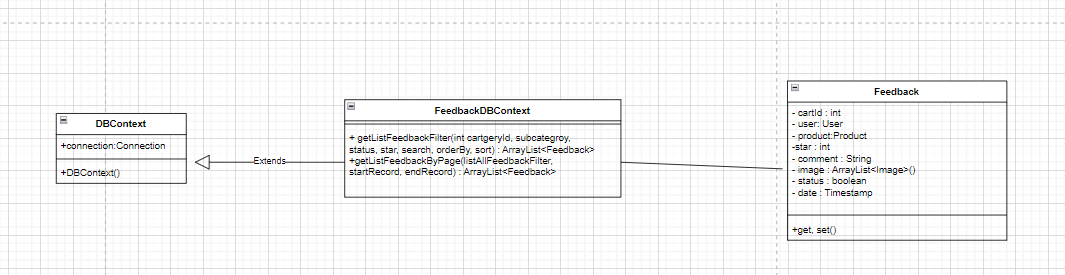 DBContext
+connection:Connection
+DBContext()
Extends
FeedbackDBContext
+ getListFeedbackFilter(int cartgeryId, subcategroy,
status, star, search, orderBy, sort) : ArrayList<Feedback>
+getListFeedbackByPage(listAllFeedbackFilter,
startRecord, endRecord) : ArrayList<Feedback>
Feedback
- cartId : int
- user: User
- product:Product
-star : int
- comment : String
- image : ArrayList<Image>()
- status : boolean
- date : Timestamp
+get, set()